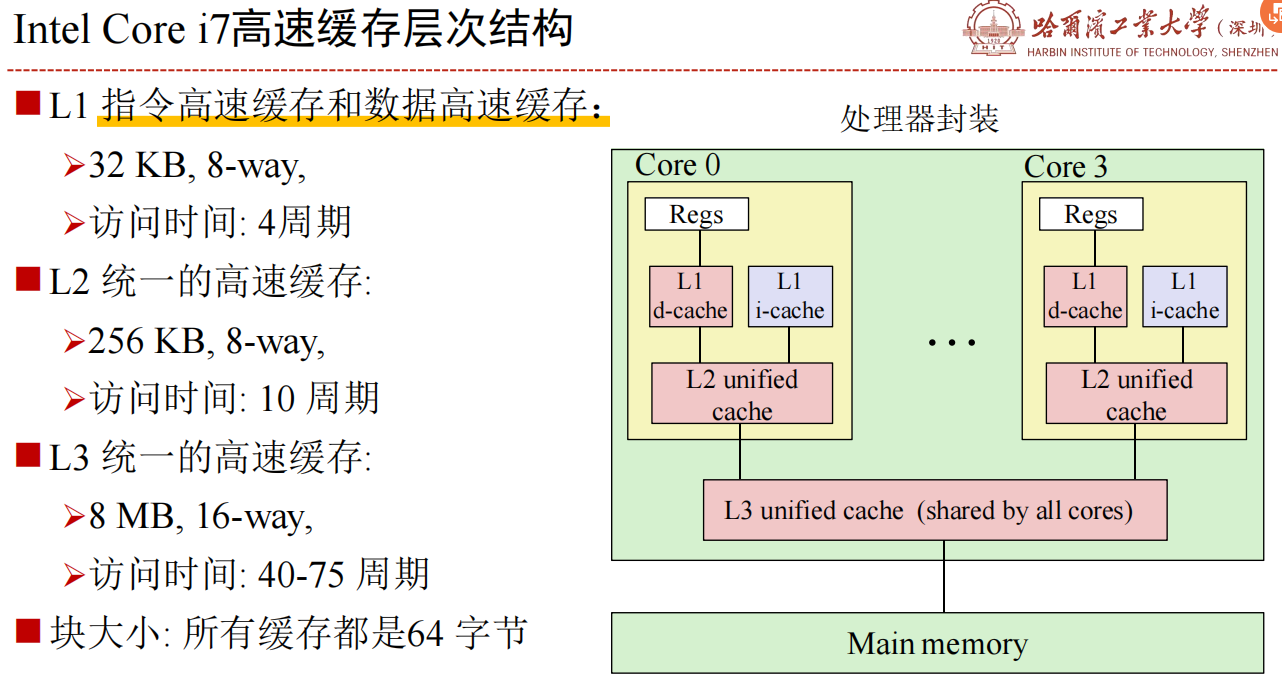 Intel Core i7高速缓存层次结构
哈爾濱工業大學(深圳)
HARBIN INSTITUTE OF TECHNOLOGY, SHENZHEN
1920
HIT
L1 指令高速缓存和数据高速缓存：
32 KB, 8-way,
访问时间: 4周期
L2 统一的高速缓存:
256 KB, 8-way,
访问时间: 10 周期
L3 统一的高速缓存:
8 MB, 16-way,
访问时间: 40-75 周期
块大小: 所有缓存都是64 字节
处理器封装
Core 0
Regs
L1
d-cache
L1
i-cache
L2 unified
cache
...
Core 3
Regs
L1
d-cache
L1
i-cache
L2 unified
cache
L3 unified cache (shared by all cores)
Main memory